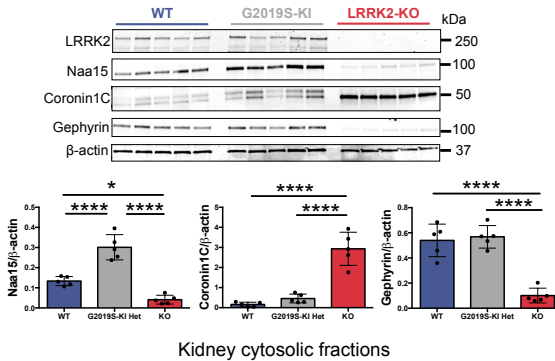 WT G2019S-KI LRRK2-KO kDa
LRRK2 250
Naa15 100
Coronin1C 50
Gephyrin 100
β-actin 37
* **** ****
Naa15/β-actin
0.5
0.4
0.3
0.2
0.1
0.0
WT G2019S-KI Het KO
**** ****
Coronin1C/β-actin
5
4
3
2
1
0
WT G2019S-KI Het KO
**** ****
Gephyrin/β-actin
0.8
0.6
0.4
0.2
0.0
WT G2019S-KI Het KO
Kidney cytosolic fractions